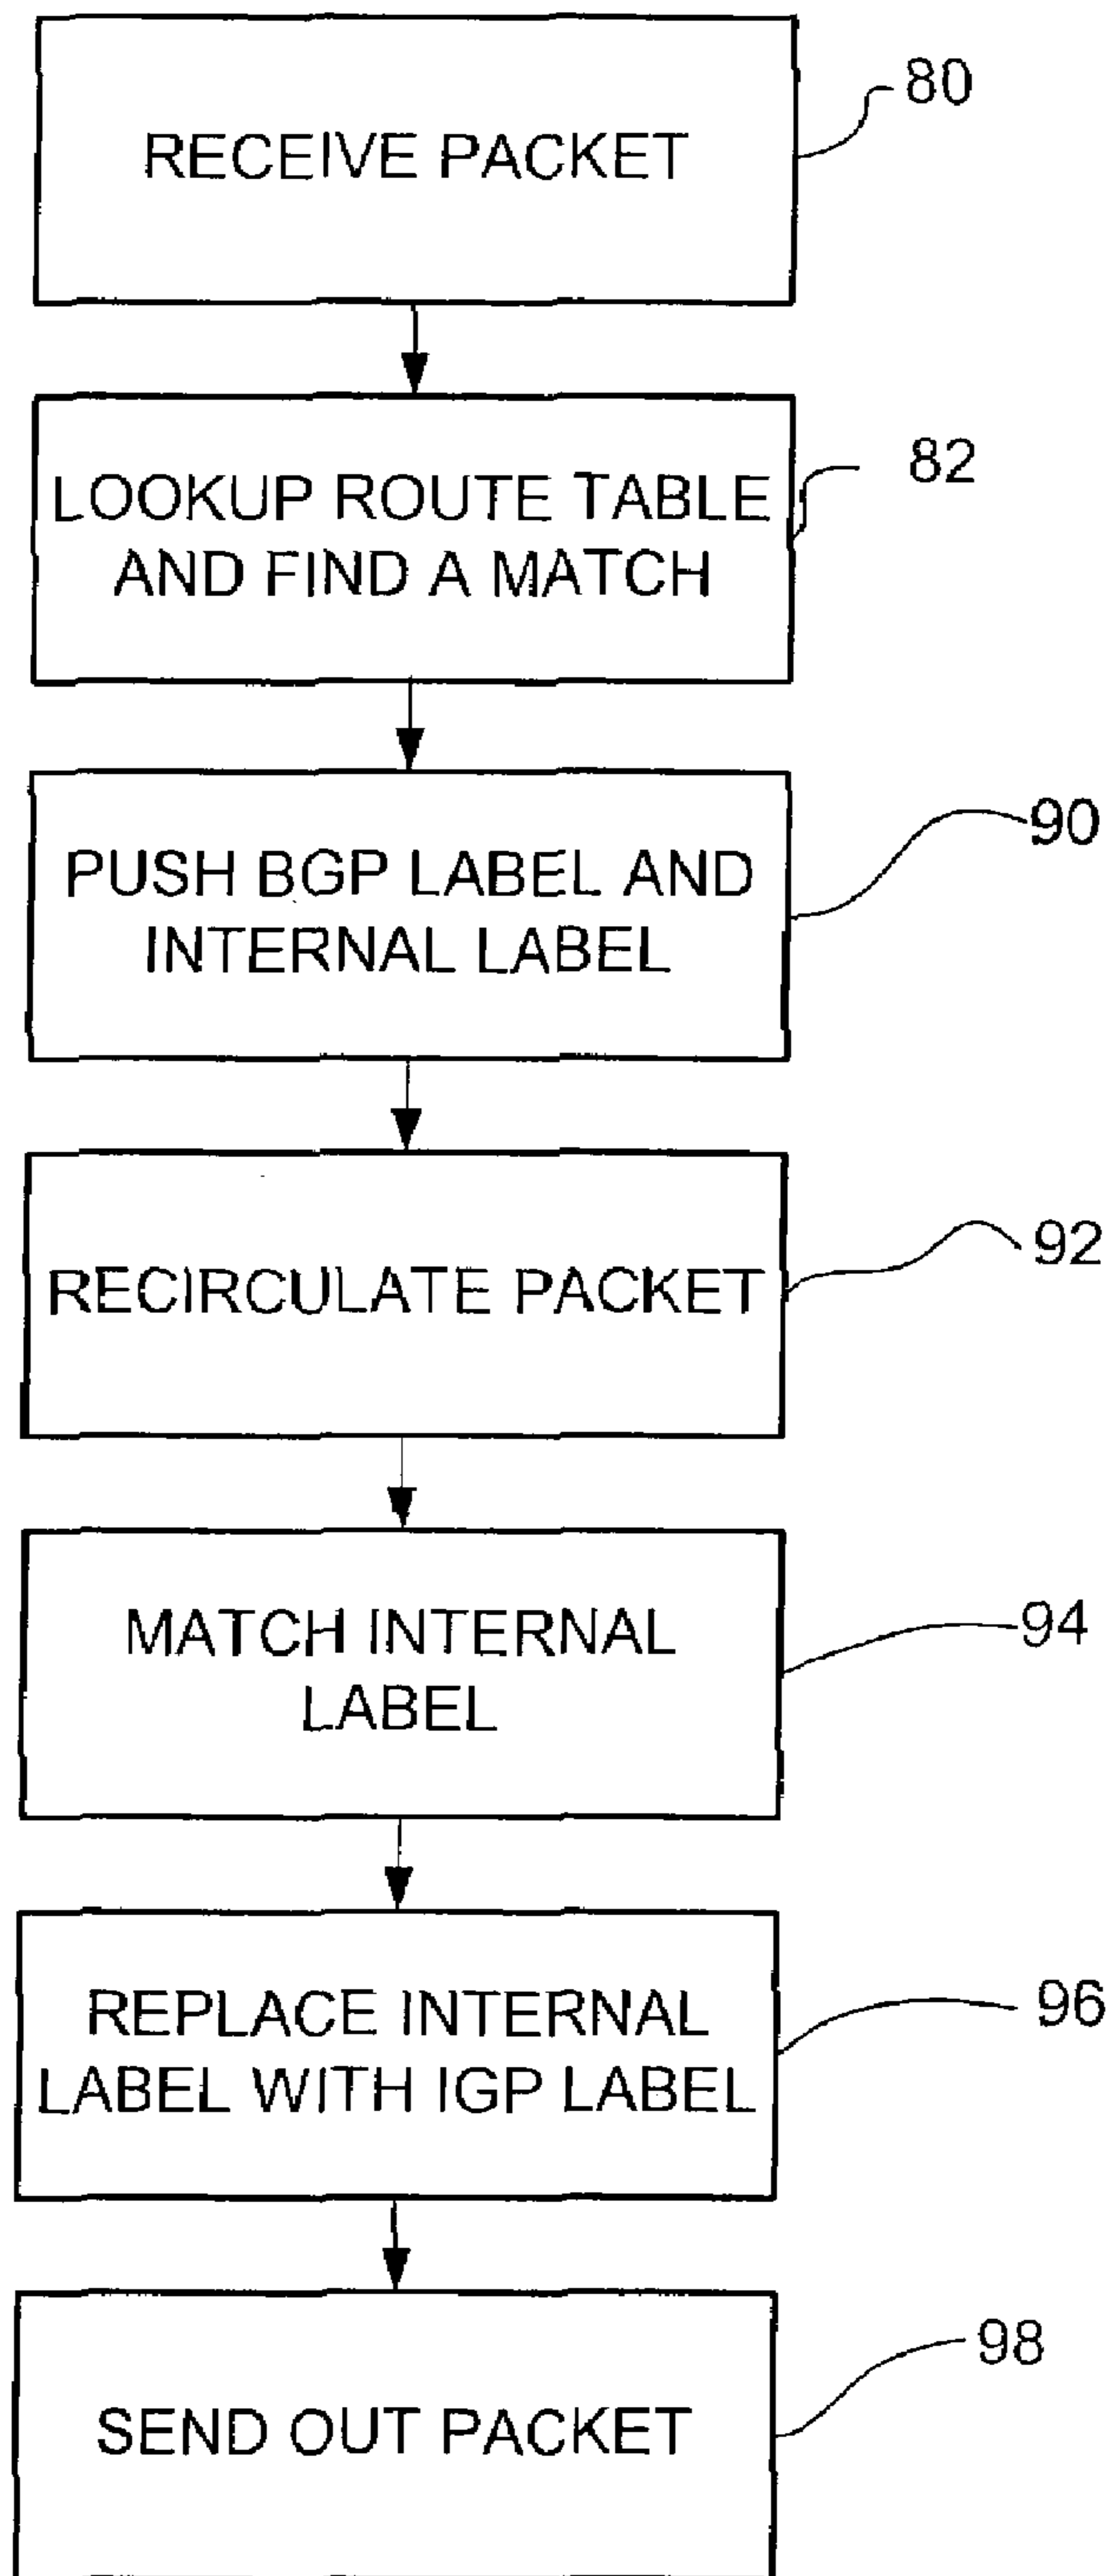 RECEIVE PACKET
80
LOOKUP ROUTE TABLE
AND FIND A MATCH
82
PUSH BGP LABEL AND
INTERNAL LABEL
90
RECIRCULATE PACKET
92
MATCH INTERNAL
LABEL
94
REPLACE INTERNAL
LABEL WITH IGP LABEL
96
SEND OUT PACKET
98